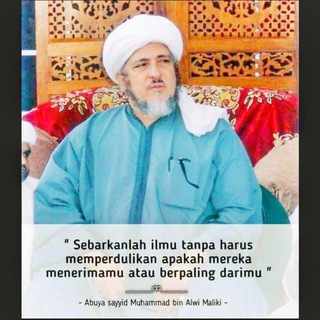 " Sebarkanlah ilmu tanpa harus
memperdulikan apakah mereka
menerimamu atau berpaling darimu "
- Abuya sayyid Muhammad bin Alwi Maliki -